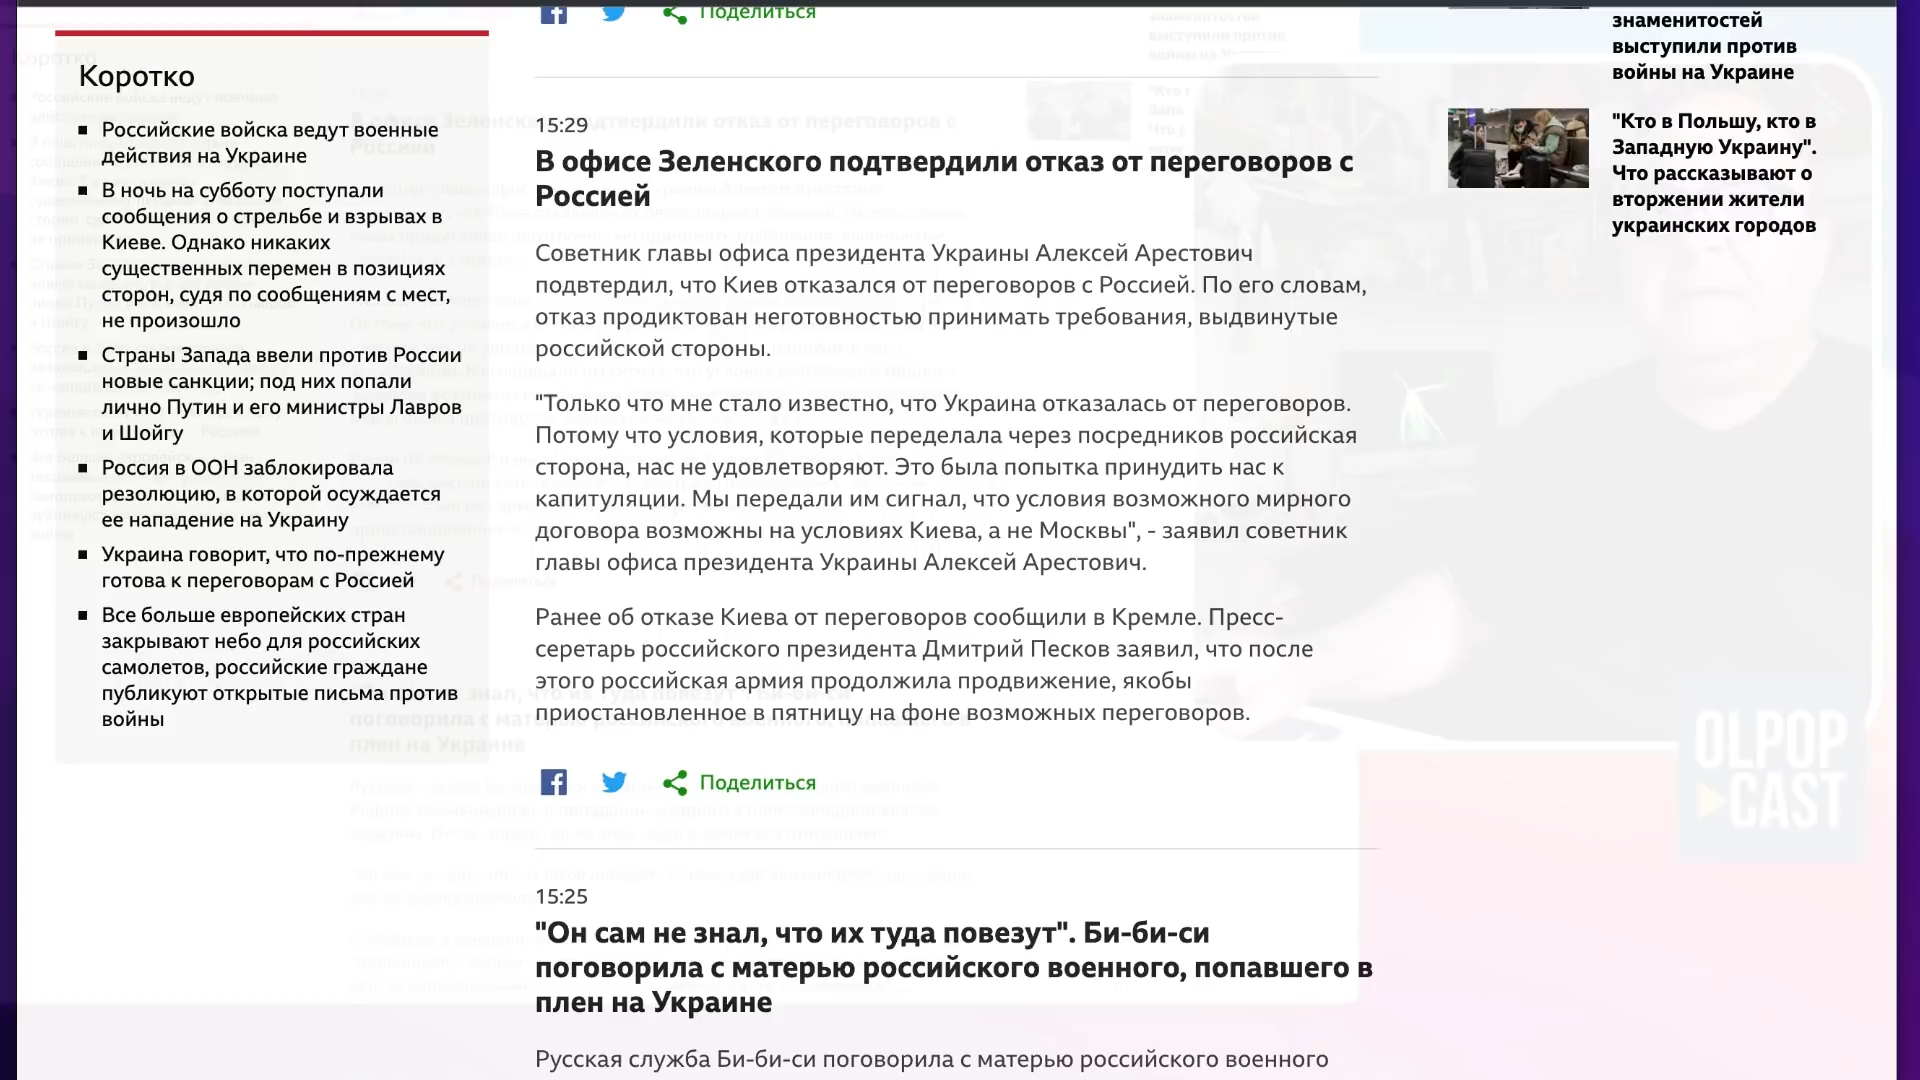 Поделиться
знаменитостей
выступили против
войны на Украине
Коротко
Российские войска ведут военные
действия на Украине
В ночь на субботу поступали
сообщения о стрельбе и взрывах в
Киеве. Однако никаких
существенных перемен в позициях
сторон, судя по сообщениям с мест,
не произошло
Страны Запада ввели против России
новые санкции; под них попали
лично Путин и его министры Лавров
и Шойгу
Россия в ООН заблокировала
резолюцию, в которой осуждается
ее нападение на Украину
Украина говорит, что по-прежнему
готова к переговорам с Россией
Все больше европейских стран
закрывают небо для российских
самолетов, российские граждане
публикуют открытые письма против
войны
15:29
В офисе Зеленского подтвердили отказ от переговоров с
Россией
Советник главы офиса президента Украины Алексей Арестович
подвтердил, что Киев отказался от переговоров с Россией. По его словам,
отказ продиктован неготовностью принимать требования, выдвинутые
российской стороны.
"Только что мне стало известно, что Украина отказалась от переговоров.
Потому что условия, которые переделала через посредников российская
сторона, нас не удовлетворяют. Это была попытка принудить нас к
капитуляции. Мы передали им сигнал, что условия возможного мирного
договора возможны на условиях Киева, а не Москвы", - заявил советник
главы офиса президента Украины Алексей Арестович.
Ранее об отказе Киева от переговоров сообщили в Кремле. Пресс-
серетарь российского президента Дмитрий Песков заявил, что после
этого российская армия продолжила продвижение, якобы
приостановленное в пятницу на фоне возможных переговоров.
Поделиться
15:25
"Он сам не знал, что их туда повезут". Би-би-си
поговорила с матерью российского военного, попавшего в
плен на Украине
Русская служба Би-би-си поговорила с матерью российского военного
"Кто в Польшу, кто в
Западную Украину".
Что рассказывают о
вторжении жители
украинских городов
OLPOP
CAST